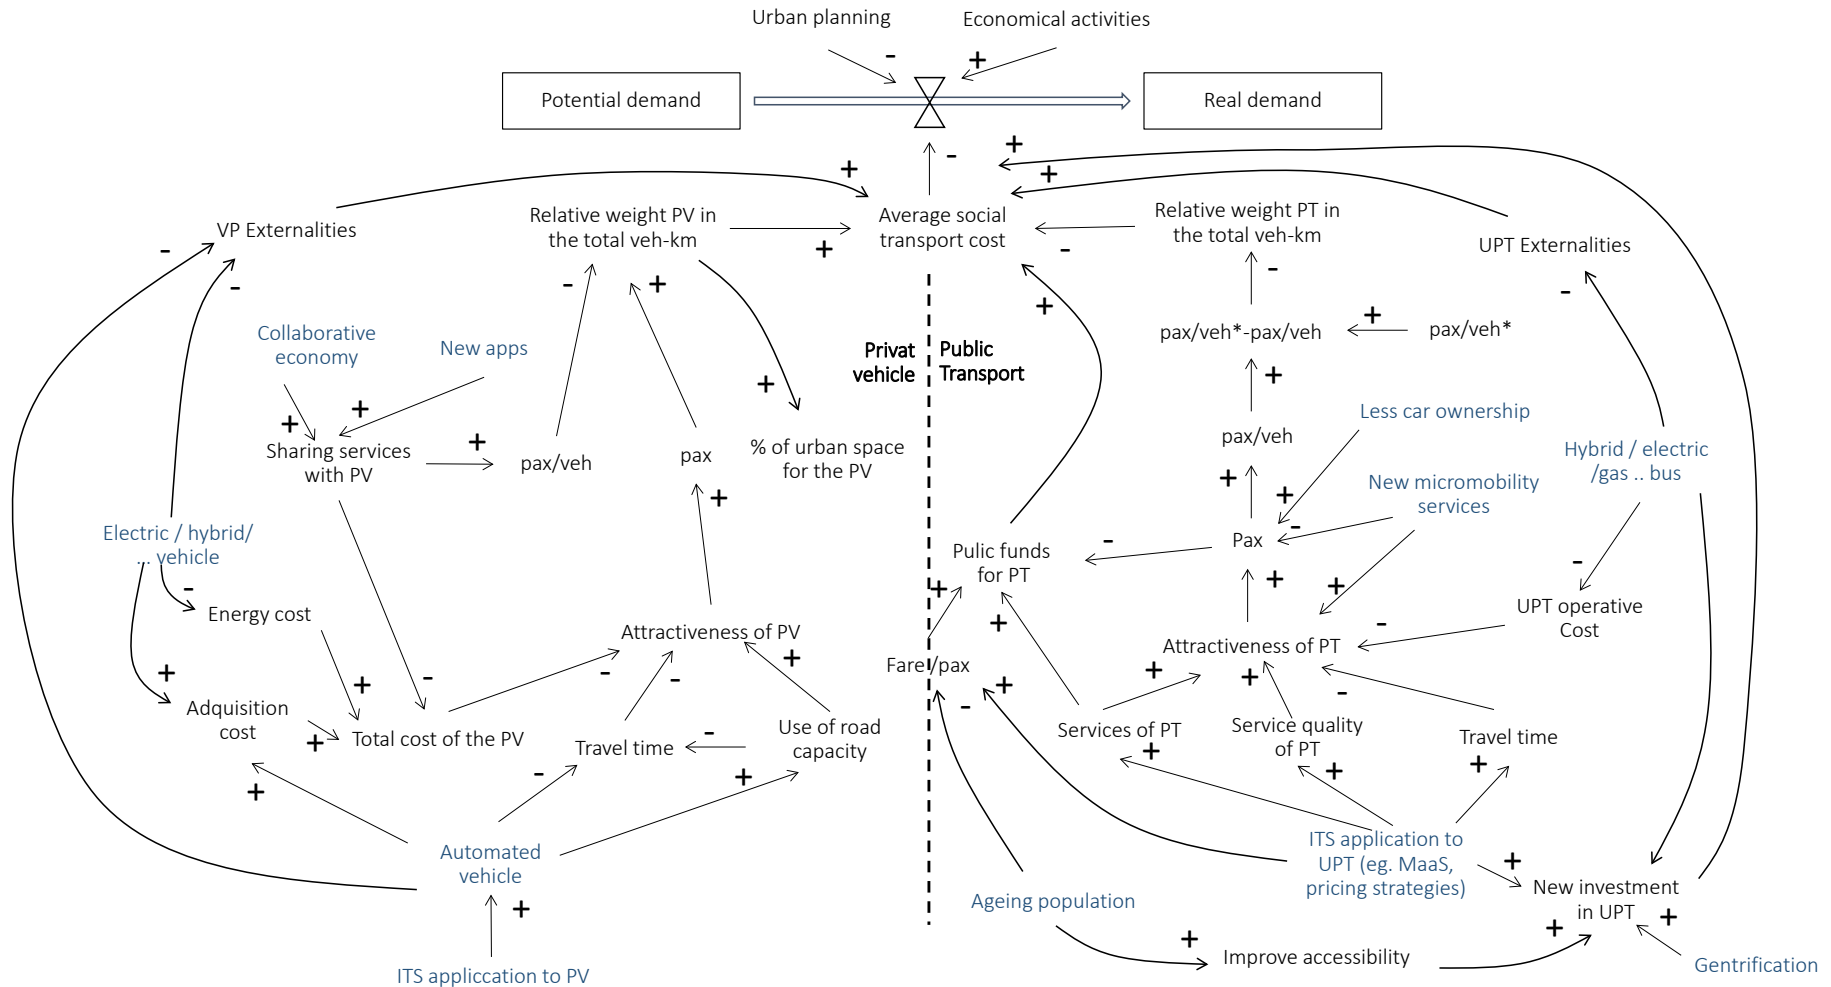 Urban planning
Economical activities
-
+
Potential demand
Real demand
+
-
+
+
VP Externalities
Relative weight PV in
the total veh-km
Average social
transport cost
Relative weight PT in
the total veh-km
UPT Externalities
-
+
-
-
-
+
-
-
+
Collaborative
economy
New apps
Privat
vehicle
Public
Transport
pax/veh*-pax/veh
+
pax/veh*
+
+
+
+
Less car ownership
Sharing services
with PV
+
pax/veh
pax
% of urban space
for the PV
pax/veh
Hybrid / electric
/gas .. bus
+
+
+
New micromobility
services
Electric / hybrid/
... vehicle
-
Pax
-
Pulic funds
for PT
-
-
Energy cost
+
+
+
UPT operative
Cost
+
-
Attractiveness of PV
Attractiveness of PT
+
+
-
-
-
+
Fare /pax
+
-
+
+
-
Adquisition
cost
+
Total cost of the PV
Travel time
-
Use of road
capacity
Services of PT
+
Service quality
of PT
Travel time
+
-
+
+
+
Automated
vehicle
ITS application to
UPT (eg. MaaS,
pricing strategies)
+
New investment
in UPT
+
Ageing population
+
+
+
Improve accessibility
Gentrification
ITS appliccation to PV